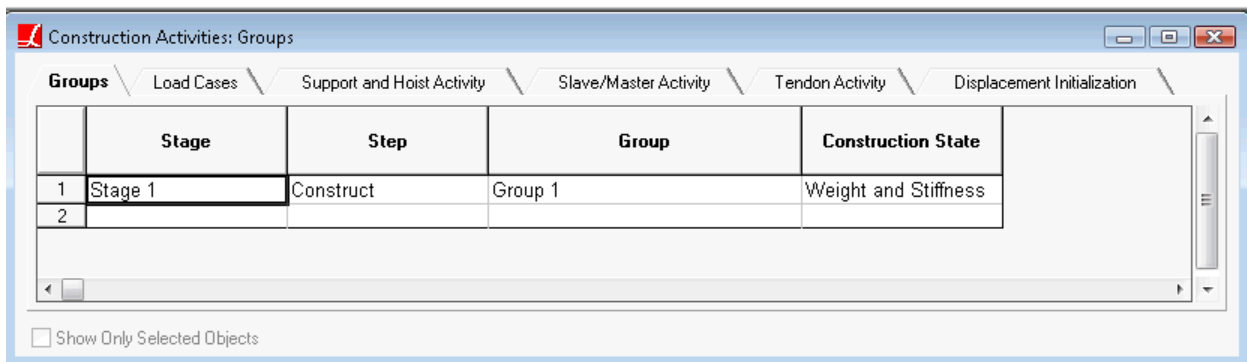 Construction Activities: Groups
Groups Load Cases Support and Hoist Activity Slave/Master Activity Tendon Activity Displacement Initialization
Stage Step Group Construction State
1 Stage 1 Construct Group 1 Weight and Stiffness
2
Show Only Selected Objects